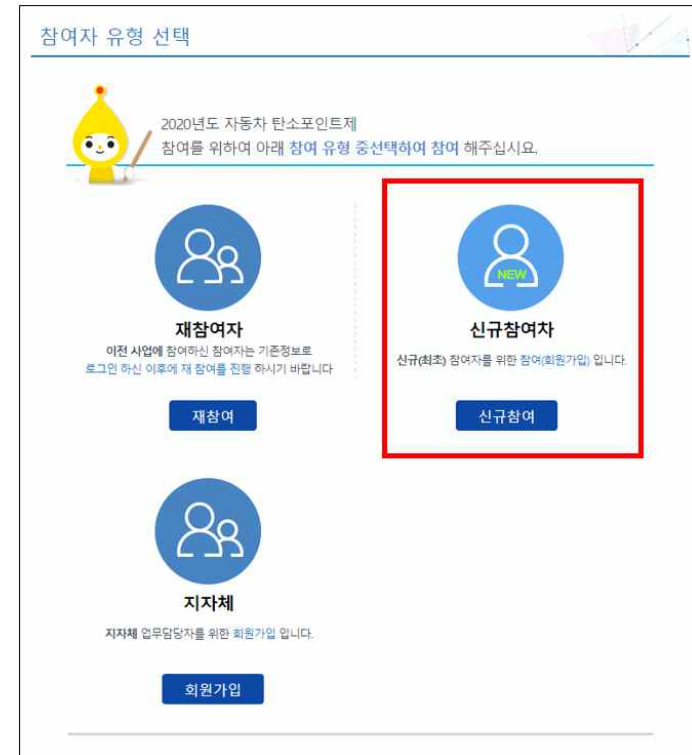 참여자 유형 선택
2020년도 자동차 탄소포인트제
참여를 위하여 아래 참여 유형 중선택하여 참여 해주십시요.
재참여자
이전 사업에 참여하신 참여자는 기존정보로
로그인 하신 이후에 재 참여를 진행 하시기 바랍니다
재참여
NEW
신규참여차
신규(최초) 참여자를 위한 참여(회원가입) 입니다.
신규참여
지자체
지자체 업무담당자를 위한 회원가입 입니다.
회원가입